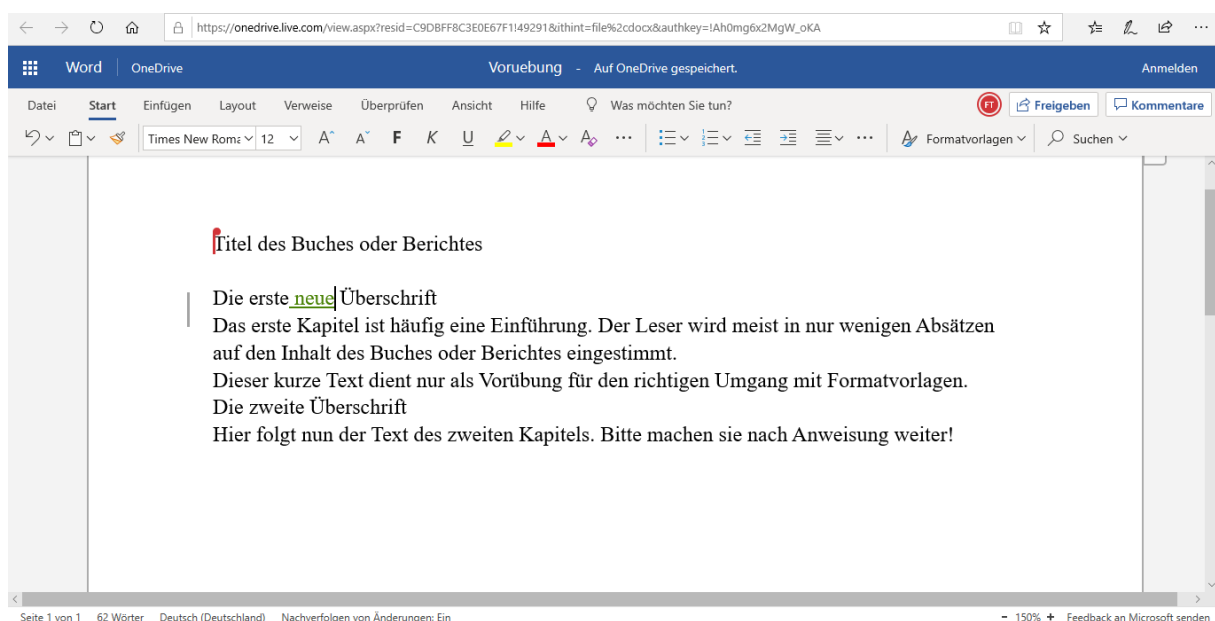 https://onedrive.live.com/view.aspx?resid=C9DBFF8C3E0E67F1!49291&ithint=file%2cdocx&authkey=!Ah0mg6x2MgW_oKA
Word OneDrive Voruebung - Auf OneDrive gespeichert. Anmelden
Datei Start Einfügen Layout Verweise Überprüfen Ansicht Hilfe Was möchten Sie tun? FT Freigeben Kommentare
Times New Roma 12 A A F K U A A Formatvorlagen Suchen
Titel des Buches oder Berichtes
Die erste neue Überschrift
Das erste Kapitel ist häufig eine Einführung. Der Leser wird meist in nur wenigen Absätzen
auf den Inhalt des Buches oder Berichtes eingestimmt.
Dieser kurze Text dient nur als Vorübung für den richtigen Umgang mit Formatvorlagen.
Die zweite Überschrift
Hier folgt nun der Text des zweiten Kapitels. Bitte machen sie nach Anweisung weiter!
Seite 1 von 1 62 Wörter Deutsch (Deutschland) Nachverfolgen von Änderungen: Ein - 150% + Feedback an Microsoft senden